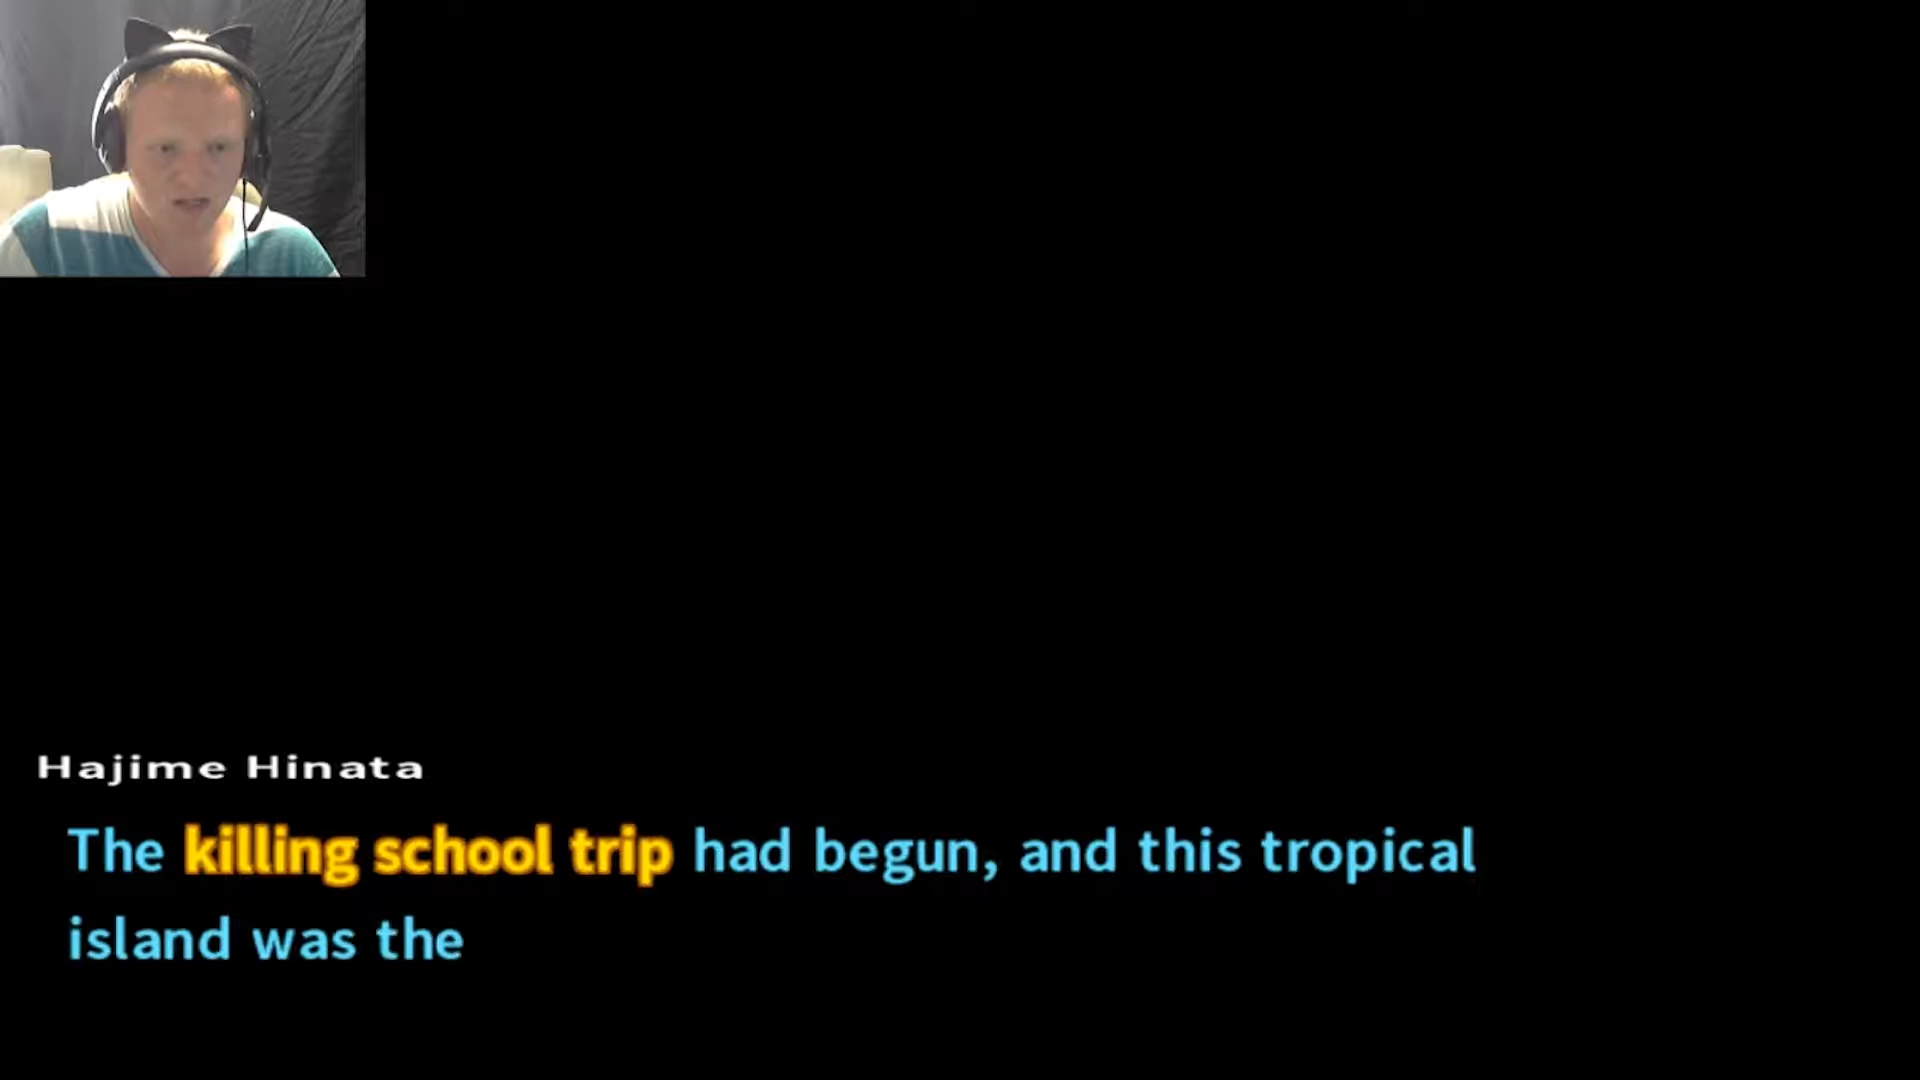 Hajime Hinata
The killing school trip had begun, and this tropical
island was the